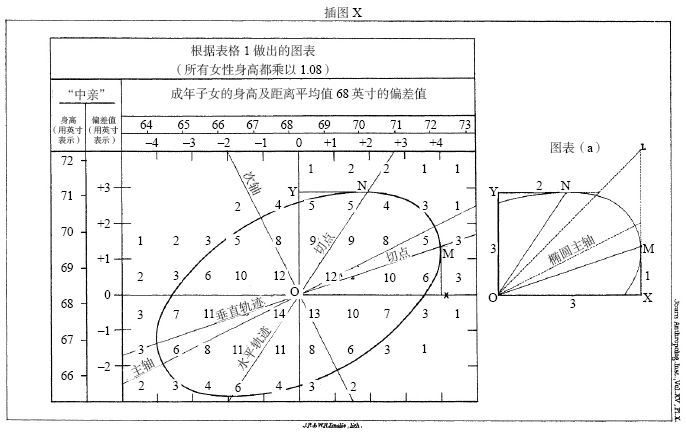 插图 X
根据表格 1 做出的图表
（所有女性身高都乘以 1.08）
“中亲” 成年子女的身高及距离平均值 68 英寸的偏差值
身高 偏差值
（用英寸 （用英寸
表示） 表示）
64 65 66 67 68 69 70 71 72 73
−4 −3 −2 −1 0 +1 +2 +3 +4
图表（a）
72 1 2 2 1 1
次轴
71 +3 Y N Y 2 N
2 4 5 5 4 3 1
+2
70 1 2 3 5 8 9 9 8 5 3
切点
+1 切点 M 3 椭圆主轴 M
69 2 3 6 10 12 12 10 6 3 1
0 O x O X
68 垂直轨迹 3
3 7 11 14 13 10 7 3 1
−1
67 水平轨迹
3 6 8 11 11 8 6 3 1
主轴
−2
66 2 3 4 6 4 3 2